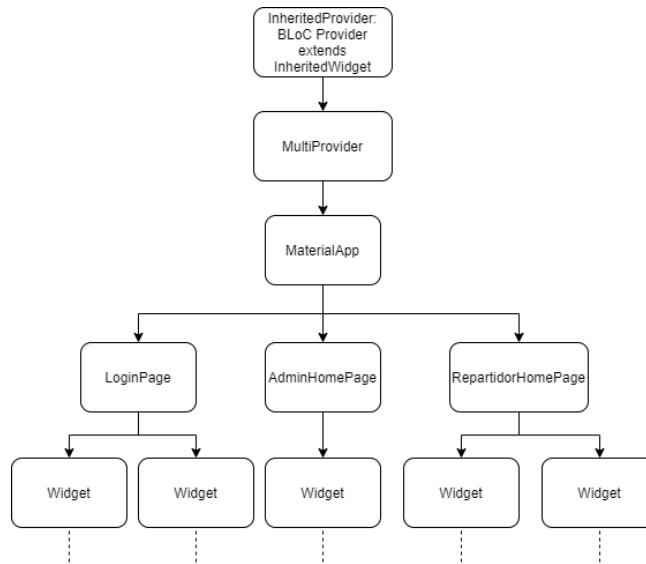 InheritedProvider:
BLoC Provider
extends
InheritedWidget
MultiProvider
MaterialApp
LoginPage
AdminHomePage
RepartidorHomePage
Widget
Widget
Widget
Widget
Widget